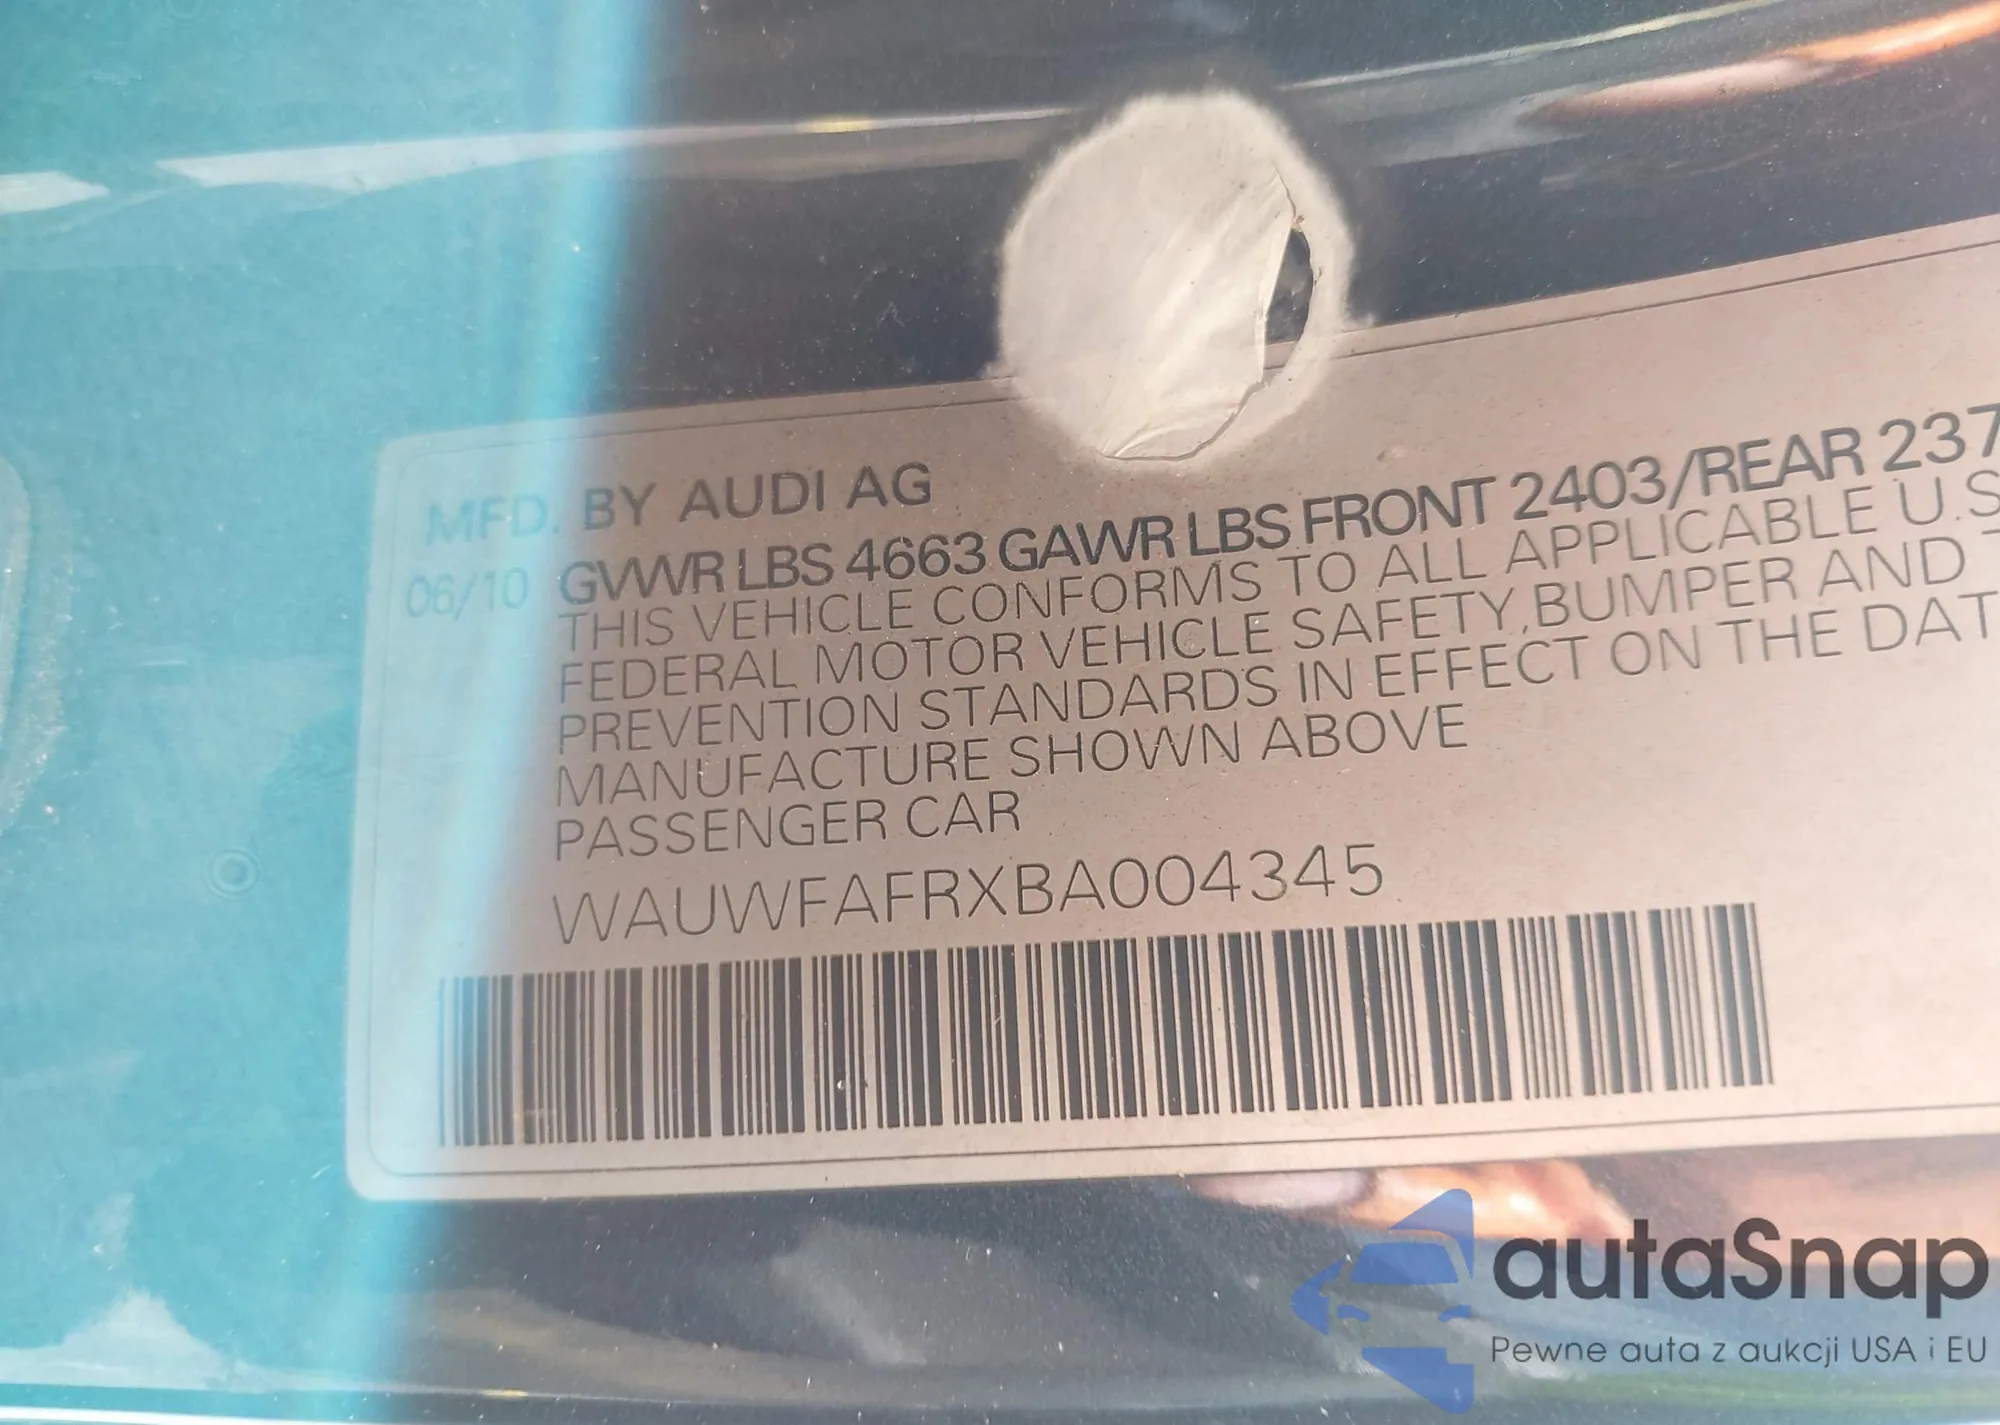 MFD. BY AUDI AG
06/10 GVWR LBS 4663 GAWR LBS FRONT 2403/REAR 237
THIS VEHICLE CONFORMS TO ALL APPLICABLE U.S
FEDERAL MOTOR VEHICLE SAFETY,BUMPER AND
PREVENTION STANDARDS IN EFFECT ON THE DAT
MANUFACTURE SHOWN ABOVE
PASSENGER CAR
WAUWFAFRXBA004345
autaSnap
Pewne auta z aukcji USA i EU